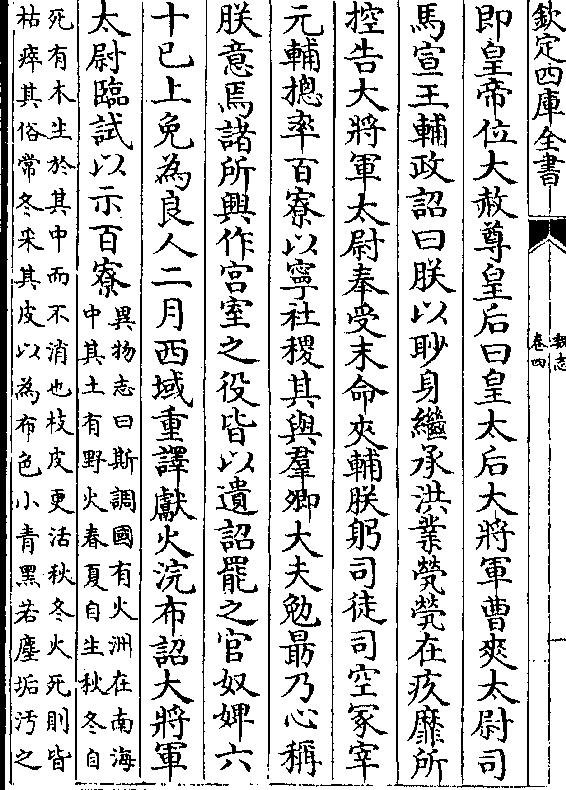 欽定四庫全書
魏志
卷四
即皇帝位大赦尊皇后曰皇太后大將軍曹爽太尉司
馬宣王輔政詔曰朕以眇身繼承洪業煢煢在疚靡所
控告大將軍太尉奉受末命夾輔朕躬司徒司空冢宰
元輔摠率百寮以寧社稷其與羣卿大夫勉勗乃心稱
朕意焉諸所興作宮室之役皆以遺詔罷之官奴婢六
十已上免為良人二月西域重譯獻火浣布詔大將軍
太尉臨試以示百寮
異物志曰斯調國有火洲在南海
中其土有野火春夏自生秋冬自
死有木生於其中而不消也枝皮更活秋冬火死則皆
枯瘁其俗常冬采其皮以為布色小青黑若塵垢汚之